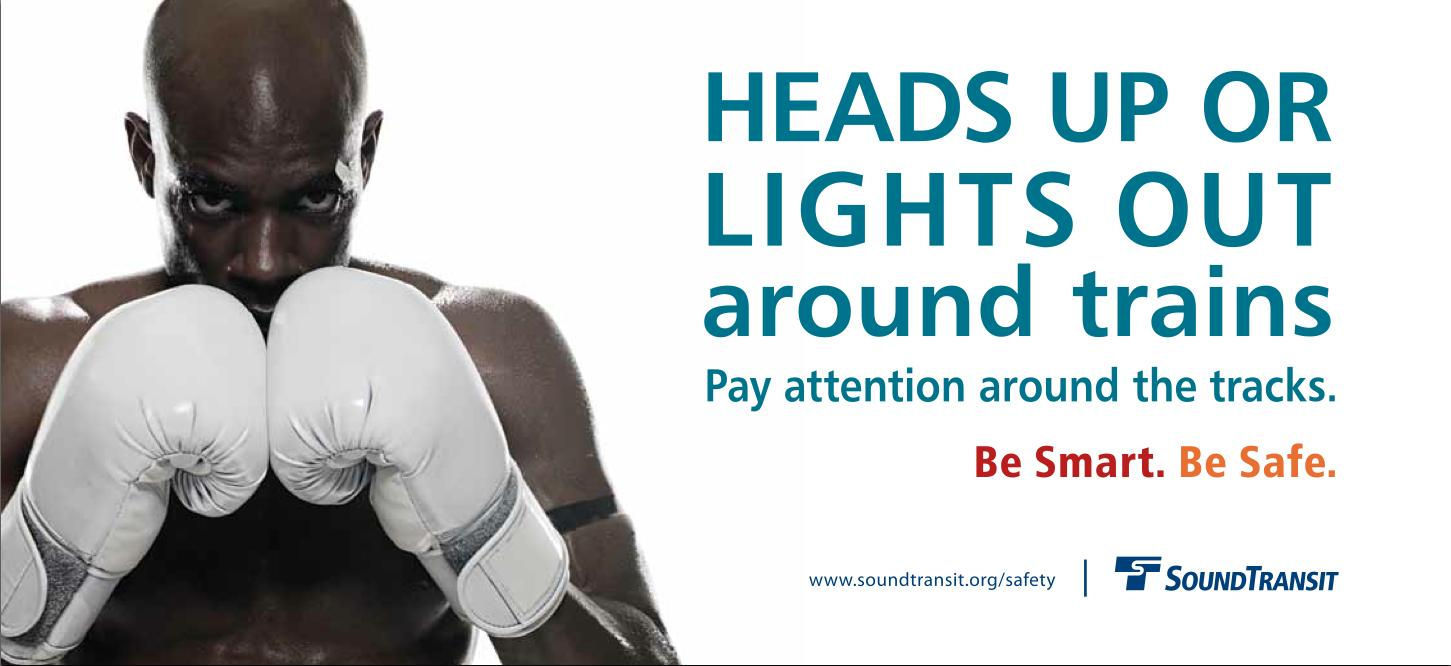 HEADS UP OR
LIGHTS OUT
around trains
Pay attention around the tracks.
Be Smart. Be Safe.
www.soundtransit.org/safety | SOUNDTRANSIT